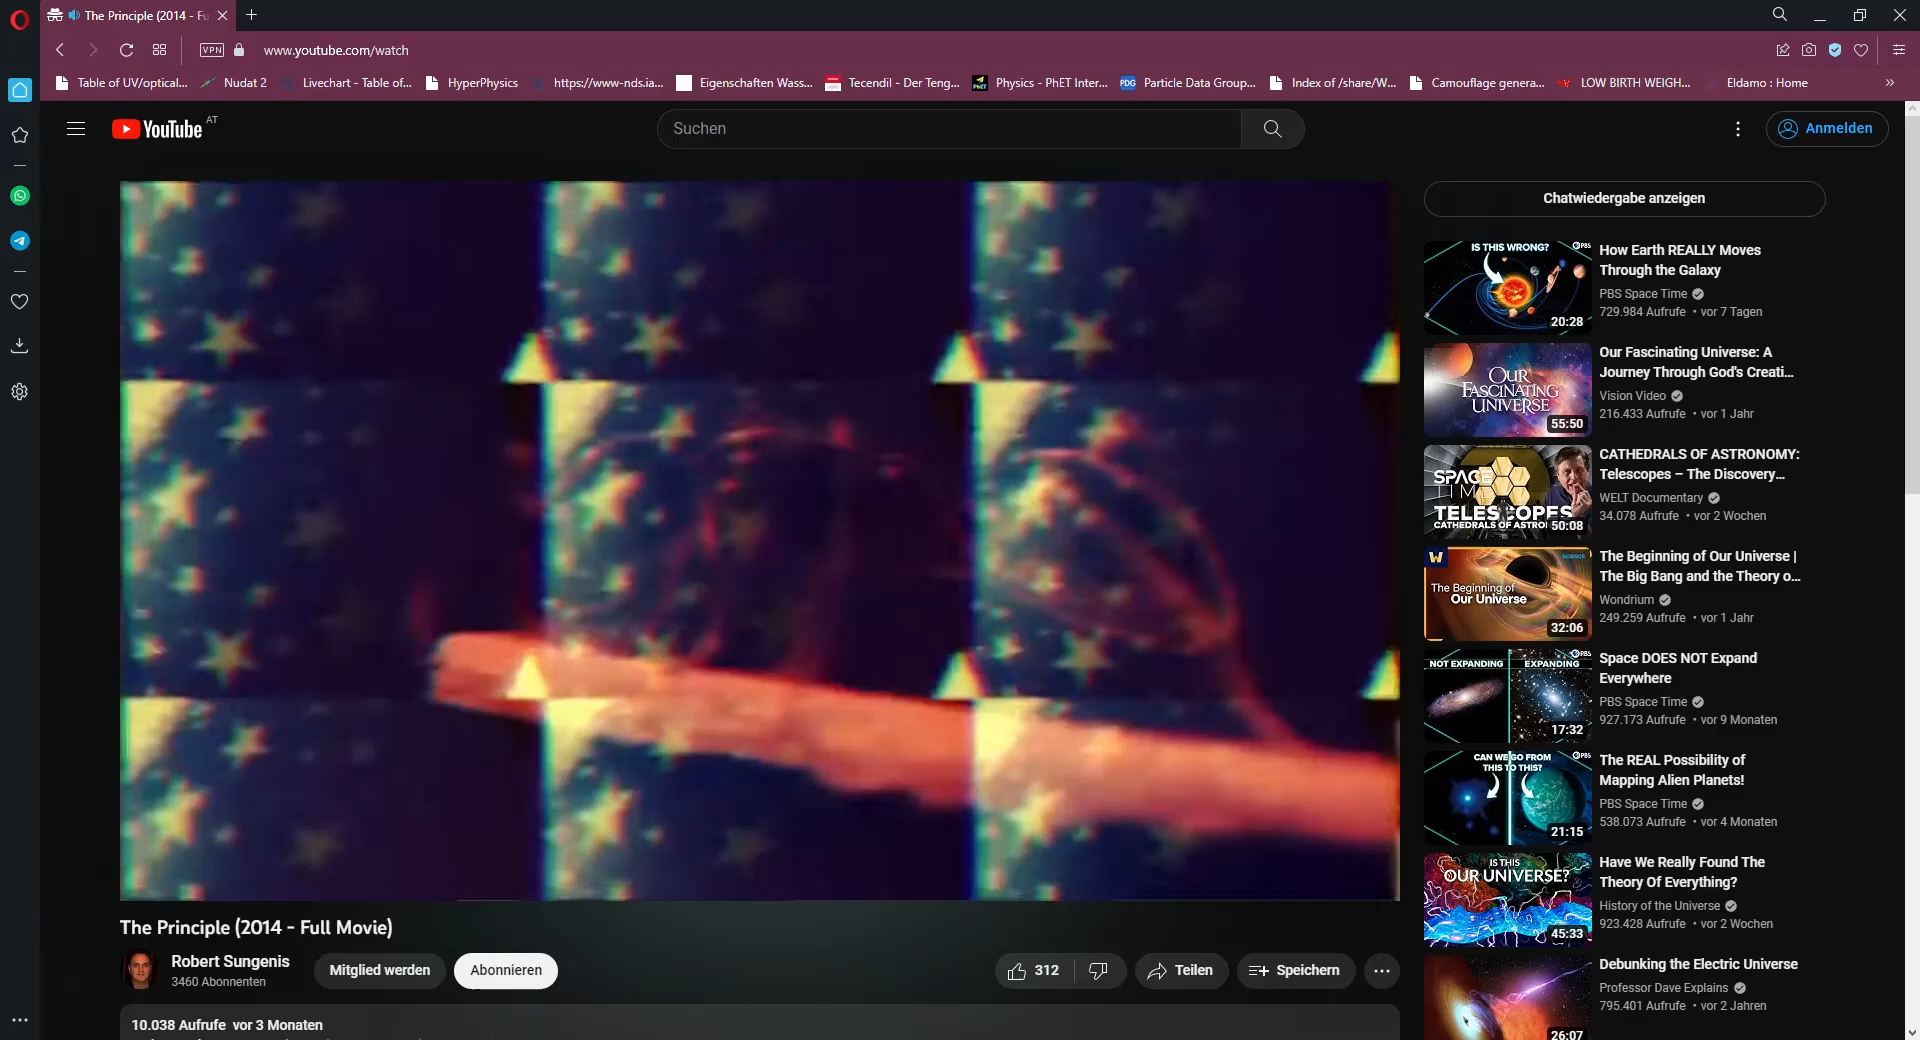 The Principle (2014 - Fu
VPN
www.youtube.com/watch
Table of UV/optical...
Nudat 2
Livechart - Table of...
HyperPhysics
https://www-nds.ia...
Eigenschaften Wass...
Tecendil - Der Teng...
Physics - PhET Inter...
PDG Particle Data Group...
Index of /share/W...
Camouflage genera...
LOW BIRTH WEIGH...
Eldamo : Home
»
YouTube AT
Suchen
Anmelden
Chatwiedergabe anzeigen
IS THIS WRONG?
PBS
20:28
How Earth REALLY Moves
Through the Galaxy
PBS Space Time
729.984 Aufrufe • vor 7 Tagen
OUR
FASCINATING
UNIVERSE
55:50
Our Fascinating Universe: A
Journey Through God's Creati...
Vision Video
216.433 Aufrufe • vor 1 Jahr
SPACE
TIME
TELESCOPES
CATHEDRALS OF ASTRO
50:08
CATHEDRALS OF ASTRONOMY:
Telescopes – The Discovery...
WELT Documentary
34.078 Aufrufe • vor 2 Wochen
W
SCIENCE
The Beginning of
Our Universe
32:06
The Beginning of Our Universe |
The Big Bang and the Theory o...
Wondrium
249.259 Aufrufe • vor 1 Jahr
PBS
NOT EXPANDING
EXPANDING
17:32
Space DOES NOT Expand
Everywhere
PBS Space Time
927.173 Aufrufe • vor 9 Monaten
CAN WE GO FROM
THIS TO THIS?
PBS
21:15
The REAL Possibility of
Mapping Alien Planets!
PBS Space Time
538.073 Aufrufe • vor 4 Monaten
IS THIS
OUR UNIVERSE?
45:33
Have We Really Found The
Theory Of Everything?
History of the Universe
923.428 Aufrufe • vor 2 Wochen
26:07
Debunking the Electric Universe
Professor Dave Explains
795.401 Aufrufe • vor 2 Jahren
The Principle (2014 - Full Movie)
Robert Sungenis
3460 Abonnenten
Mitglied werden
Abonnieren
312
Teilen
Speichern
10.038 Aufrufe vor 3 Monaten